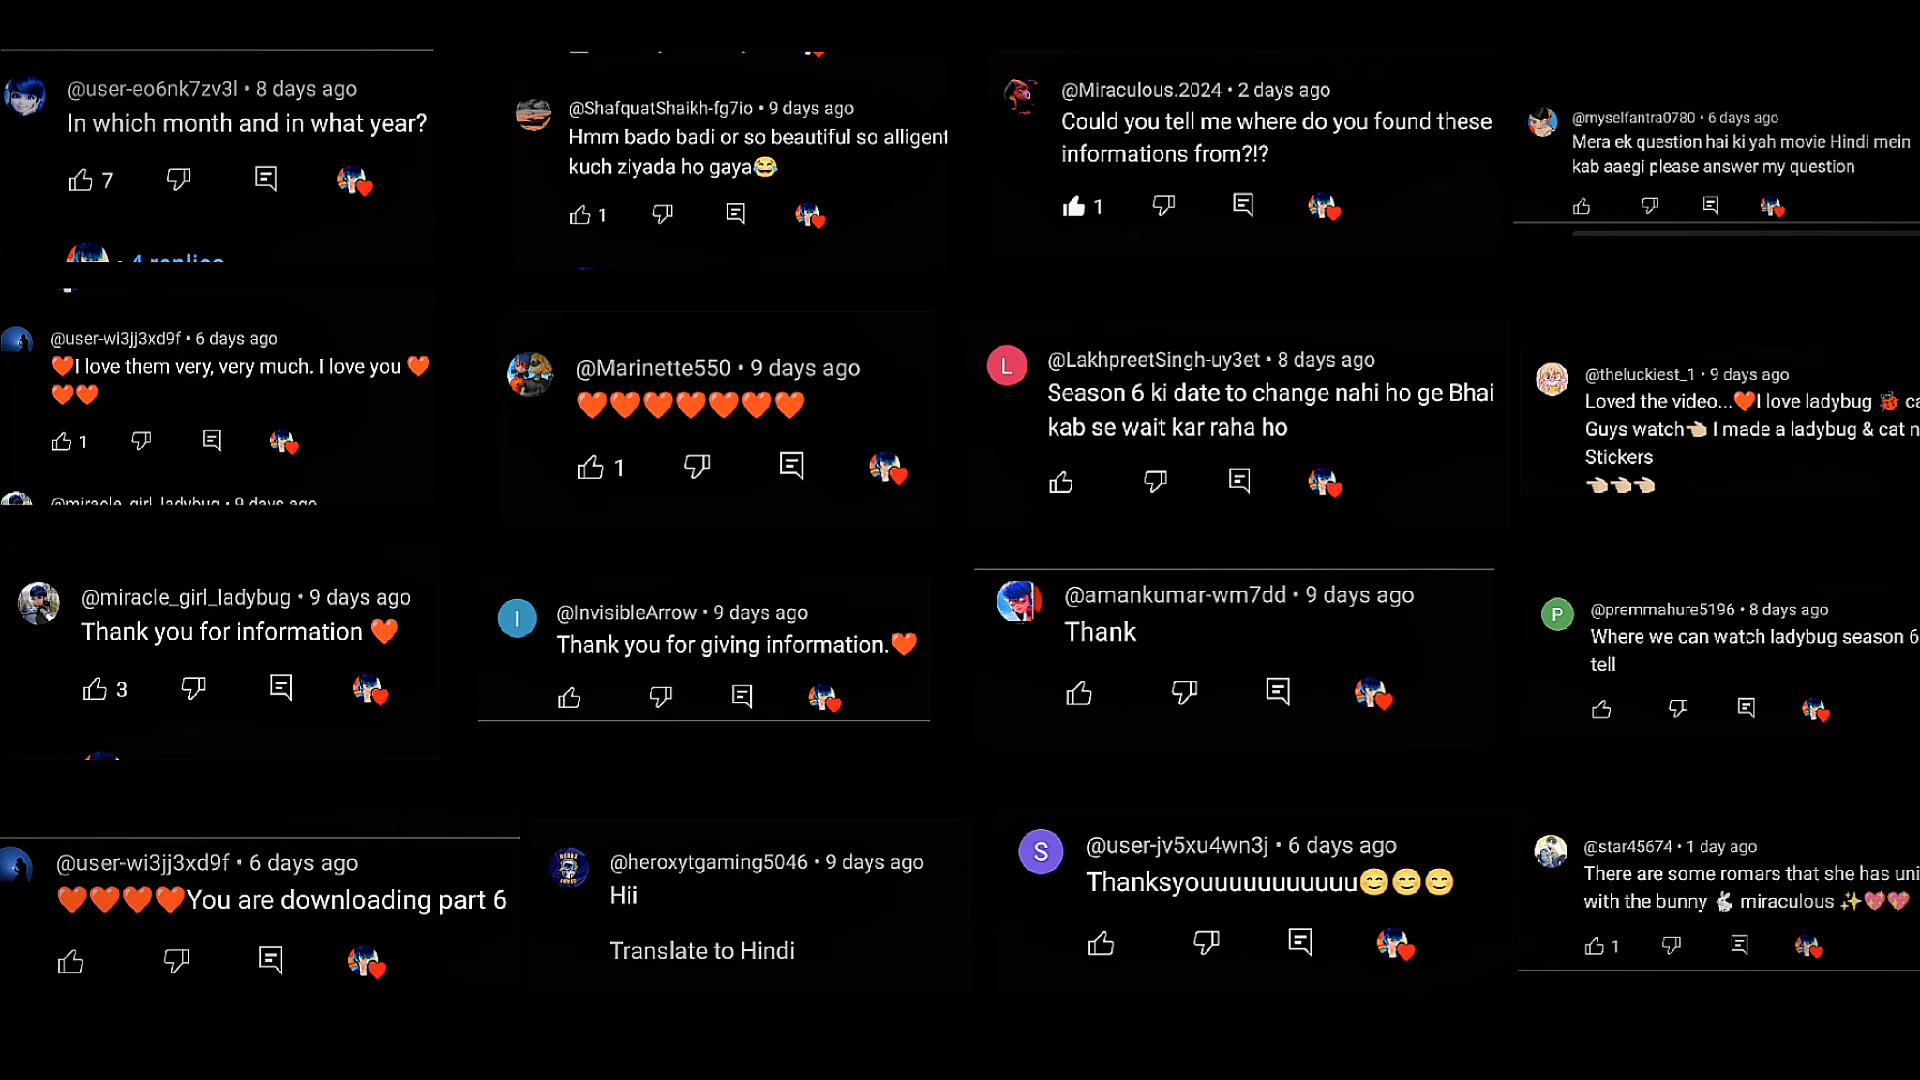 @user-eo6nk7zv3l • 8 days ago
In which month and in what year?
7
4 replies
@ShafquatShaikh-fg7io • 9 days ago
Hmm bado badi or so beautiful so alligent
kuch ziyada ho gaya😂
1
@Miraculous.2024 • 2 days ago
Could you tell me where do you found these
informations from?!?
1
@myselfantra0780 • 6 days ago
Mera ek question hai ki yah movie Hindi mein
kab aaegi please answer my question
@user-wi3jj3xd9f • 6 days ago
❤️I love them very, very much. I love you ❤️
❤️❤️
1
@miracle_girl_ladybug • 9 days ago
@Marinette550 • 9 days ago
❤️❤️❤️❤️❤️❤️❤️
1
@LakhpreetSingh-uy3et • 8 days ago
Season 6 ki date to change nahi ho ge Bhai
kab se wait kar raha ho
@theluckiest_1 • 9 days ago
Loved the video...❤️I love ladybug 🐞
Guys watch👈🏻 I made a ladybug & cat
Stickers
👈🏻👈🏻👈🏻
@miracle_girl_ladybug • 9 days ago
Thank you for information ❤️
3
@InvisibleArrow • 9 days ago
Thank you for giving information.❤️
@amankumar-wm7dd • 9 days ago
Thank
@premmahure5196 • 8 days ago
Where we can watch ladybug season 6
tell
@user-wi3jj3xd9f • 6 days ago
❤️❤️❤️❤️You are downloading part 6
@heroxytgaming5046 • 9 days ago
Hii
Translate to Hindi
@user-jv5xu4wn3j • 6 days ago
Thanksyouuuuuuuuuuu😊😊😊
@star45674 • 1 day ago
There are some romars that she has
with the bunny 🐇 miraculous ✨💖💖
1